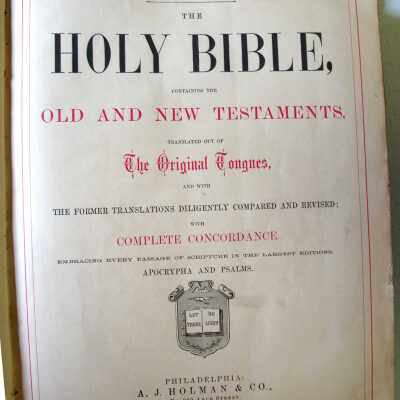 THE
HOLY BIBLE,
CONTAINING THE
OLD AND NEW TESTAMENTS,
TRANSLATED OUT OF
The Original Tongues,
AND WITH
THE FORMER TRANSLATIONS DILIGENTLY COMPARED AND REVISED;
WITH
COMPLETE CONCORDANCE
EMBRACING EVERY PASSAGE OF SCRIPTURE IN THE LARGEST EDITIONS.
APOCRYPHA AND PSALMS.
LET THERE
BE LIGHT
PHILADELPHIA:
A. J. HOLMAN & CO.,
ARCH STREET